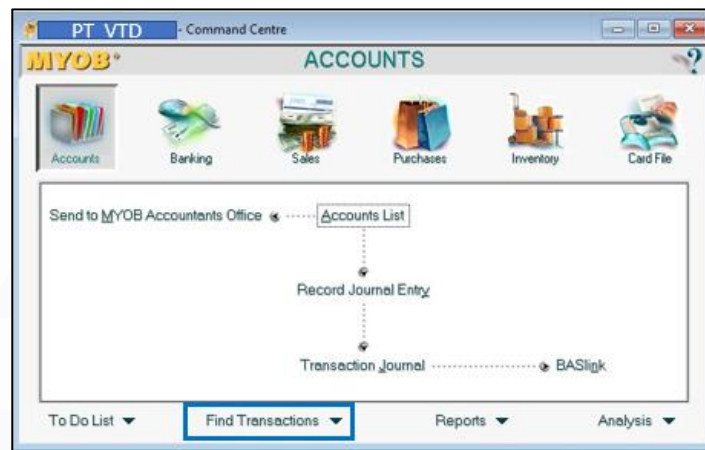 PT VTD - Command Centre
MYOB ACCOUNTS ?
Accounts Banking Sales Purchases Inventory Card File
Send to MYOB Accountants Office Accounts List
Record Journal Entry
Transaction Journal BASlink
To Do List Find Transactions Reports Analysis